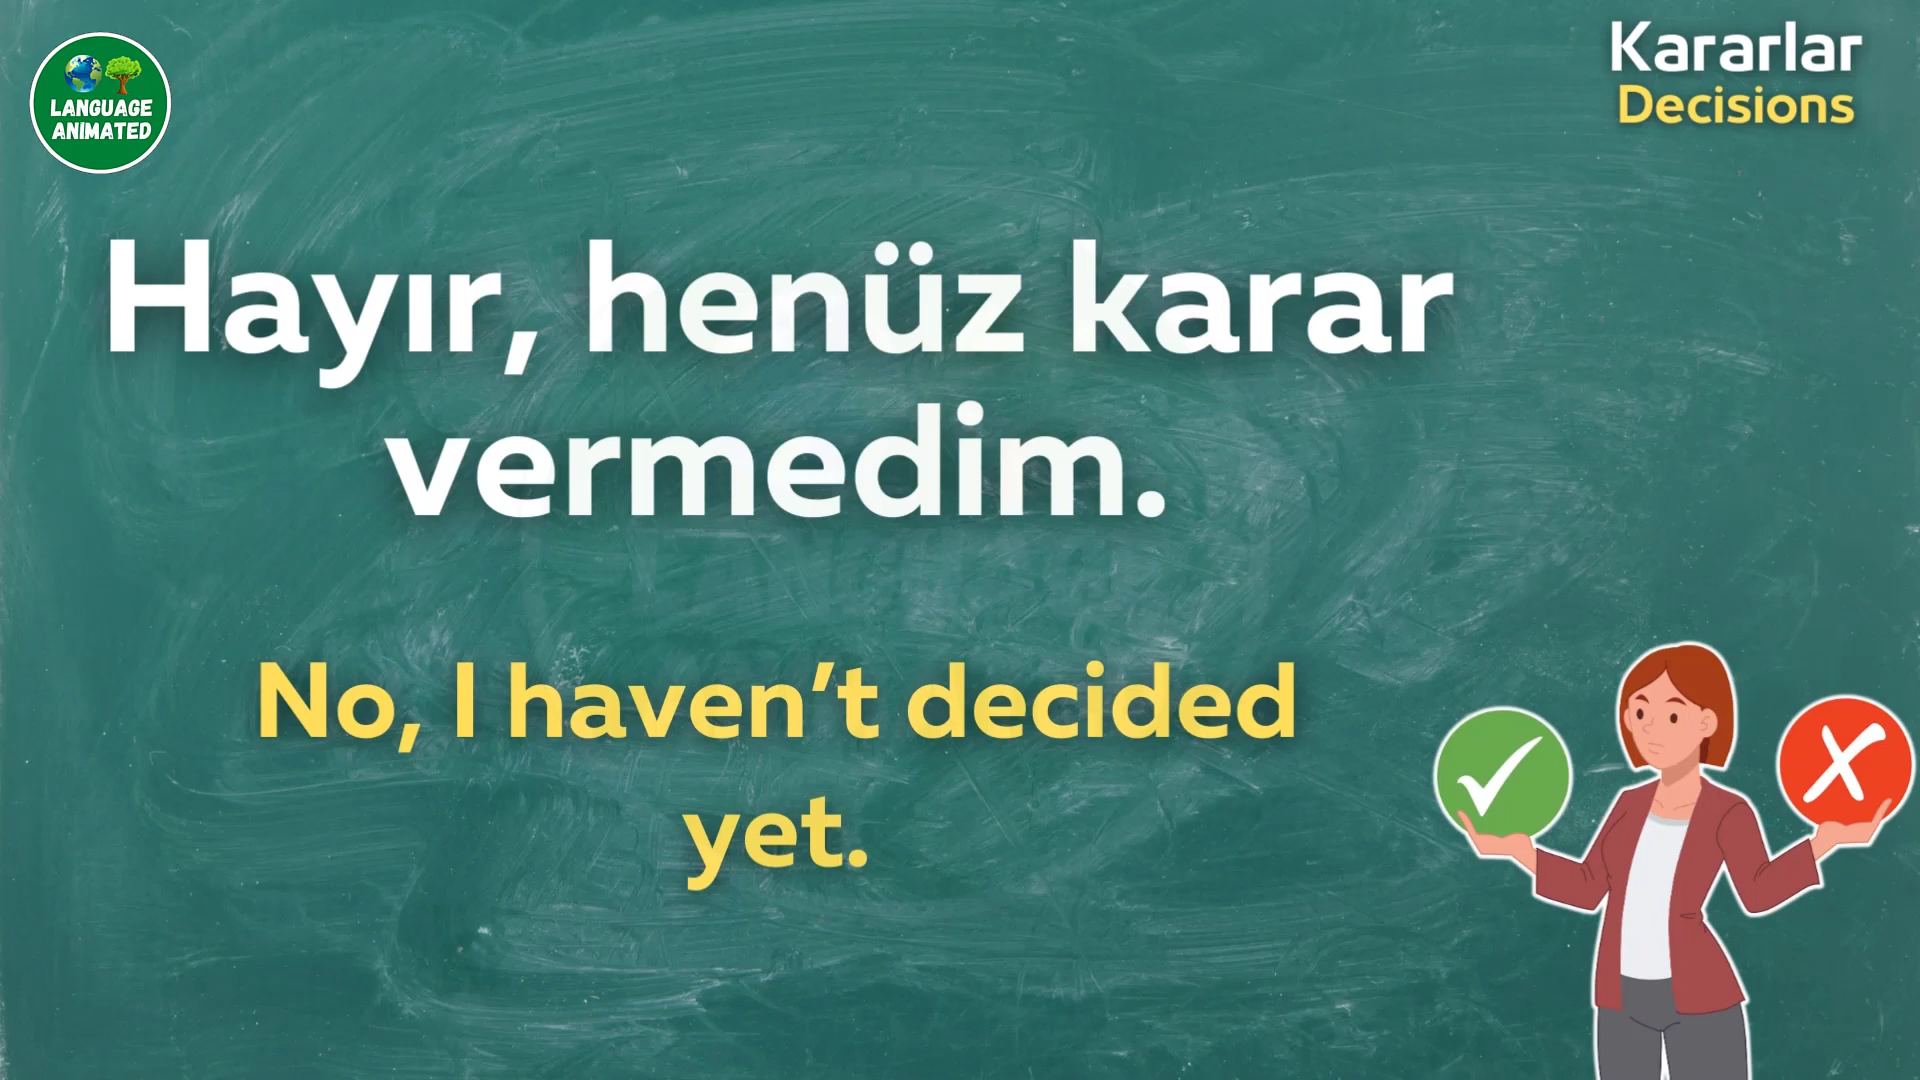 LANGUAGE
ANIMATED
Kararlar
Decisions
Hayır, henüz karar
vermedim.
No, I haven’t decided
yet.